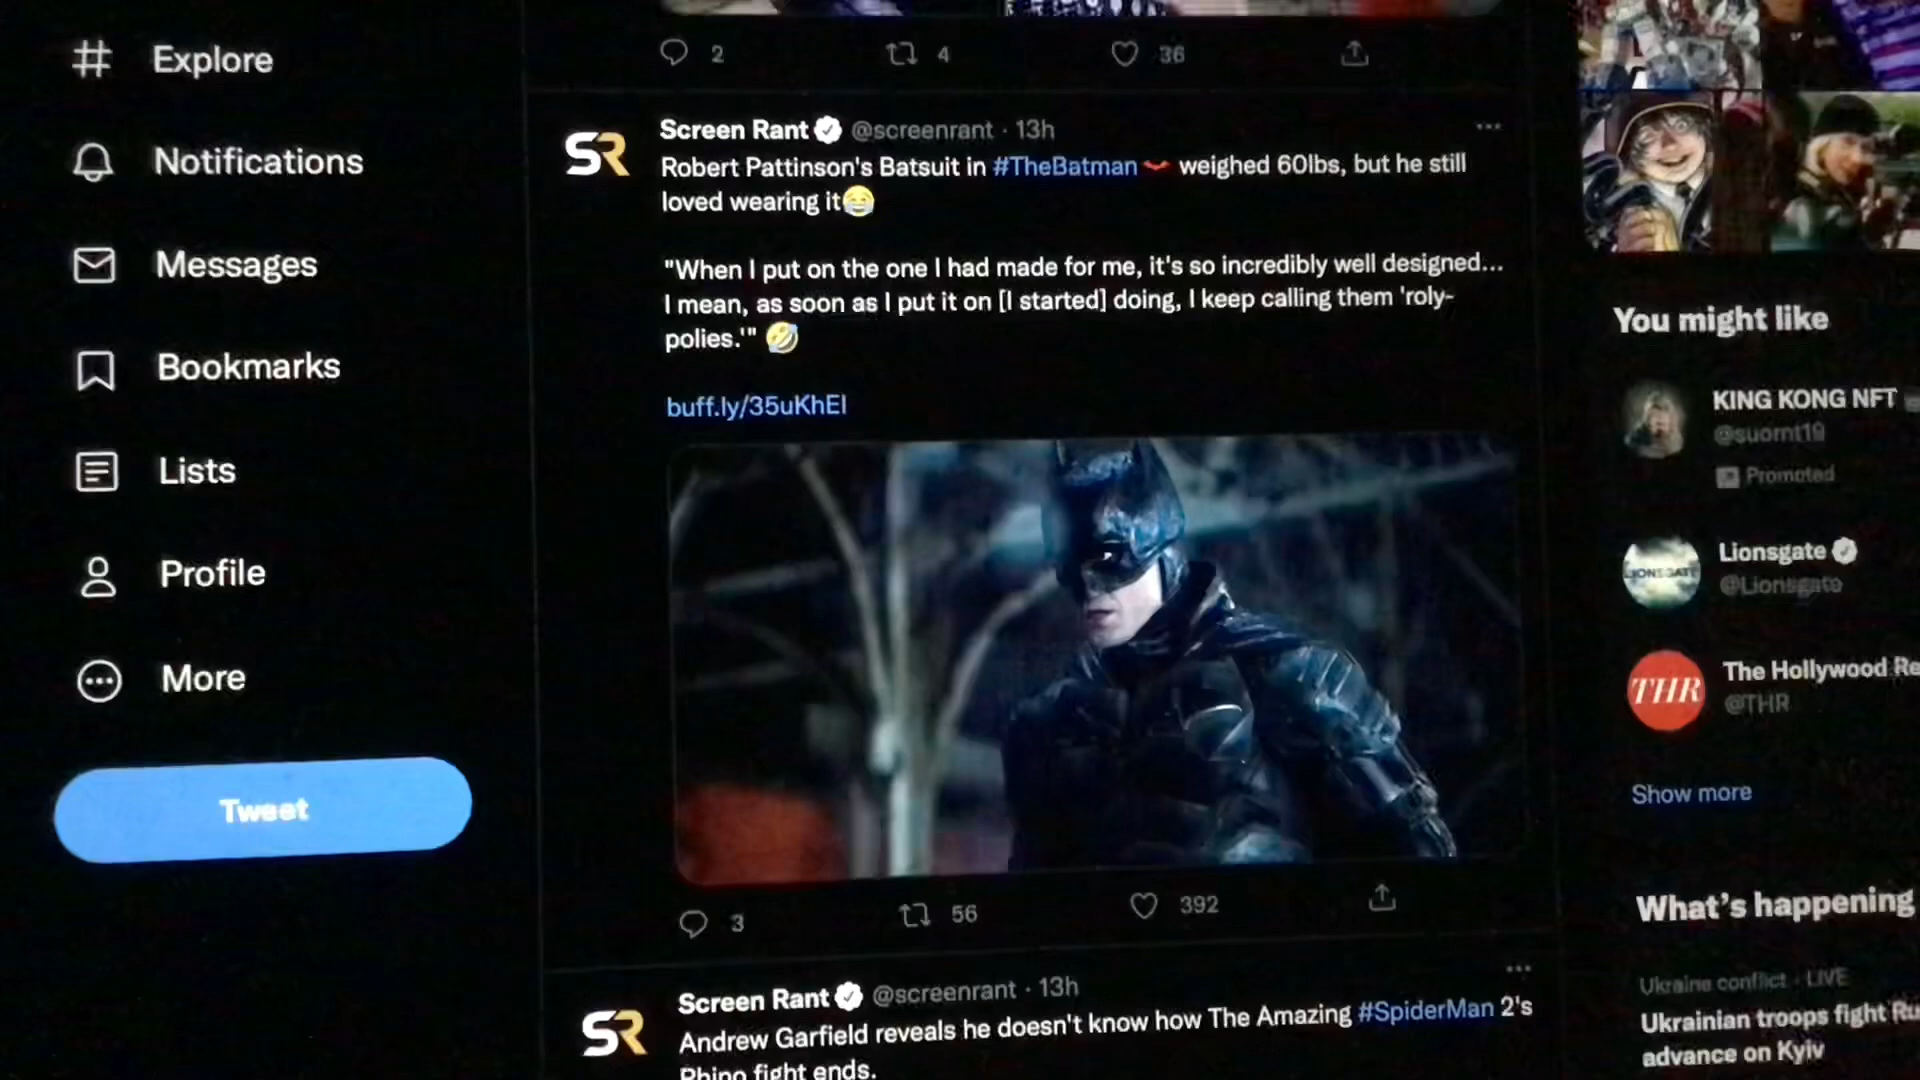 Explore
Notifications
Messages
Bookmarks
Lists
Profile
More
Tweet
2 4 36
SR
Screen Rant @screenrant · 13h
Robert Pattinson's Batsuit in #TheBatman weighed 60lbs, but he still
loved wearing it😂
"When I put on the one I had made for me, it's so incredibly well designed...
I mean, as soon as I put it on [I started] doing, I keep calling them 'roly-
polies.'" 🤣
buff.ly/35uKhEI
3 56 392
SR
Screen Rant @screenrant · 13h
Andrew Garfield reveals he doesn't know how The Amazing #SpiderMan 2's
Rhino fight ends.
You might like
KING KONG NFT
@suornt19
Promoted
LIONSGATE
Lionsgate
@Lionsgate
THR
The Hollywood Re
@THR
Show more
What's happening
Ukraine conflict · LIVE
Ukrainian troops fight Ru
advance on Kyiv